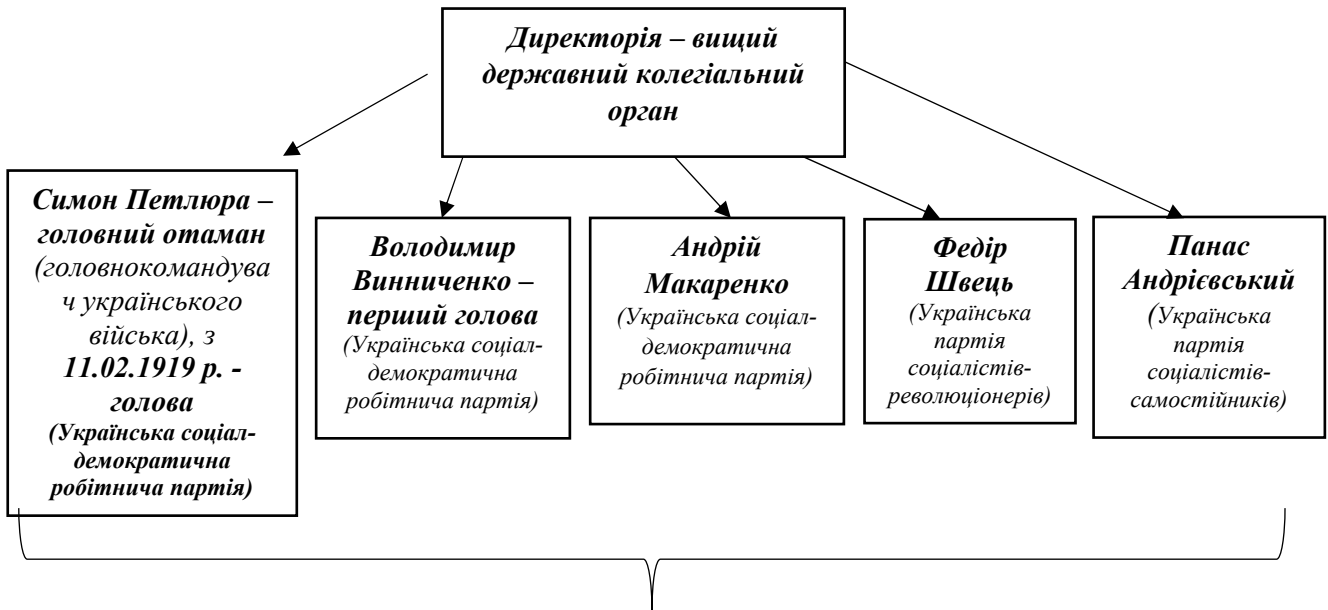 Директорія – вищий
державний колегіальний
орган
Симон Петлюра –
головний отаман
(головнокомандува
ч українського
війська), з
11.02.1919 р. -
голова
(Українська соціал-
демократична
робітнича партія)
Володимир
Винниченко –
перший голова
(Українська соціал-
демократична
робітнича партія)
Андрій
Макаренко
(Українська соціал-
демократична
робітнича партія)
Федір
Швець
(Українська
партія
соціалістів-
революціонерів)
Панас
Андрієвський
(Українська
партія
соціалістів-
самостійників)